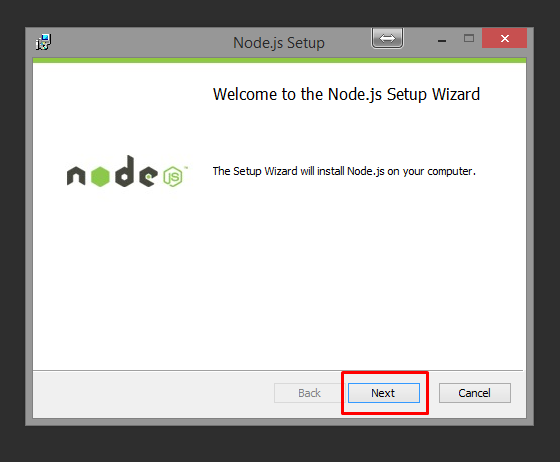 Node.js Setup
Welcome to the Node.js Setup Wizard
node JS™
The Setup Wizard will install Node.js on your computer.
Back Next Cancel